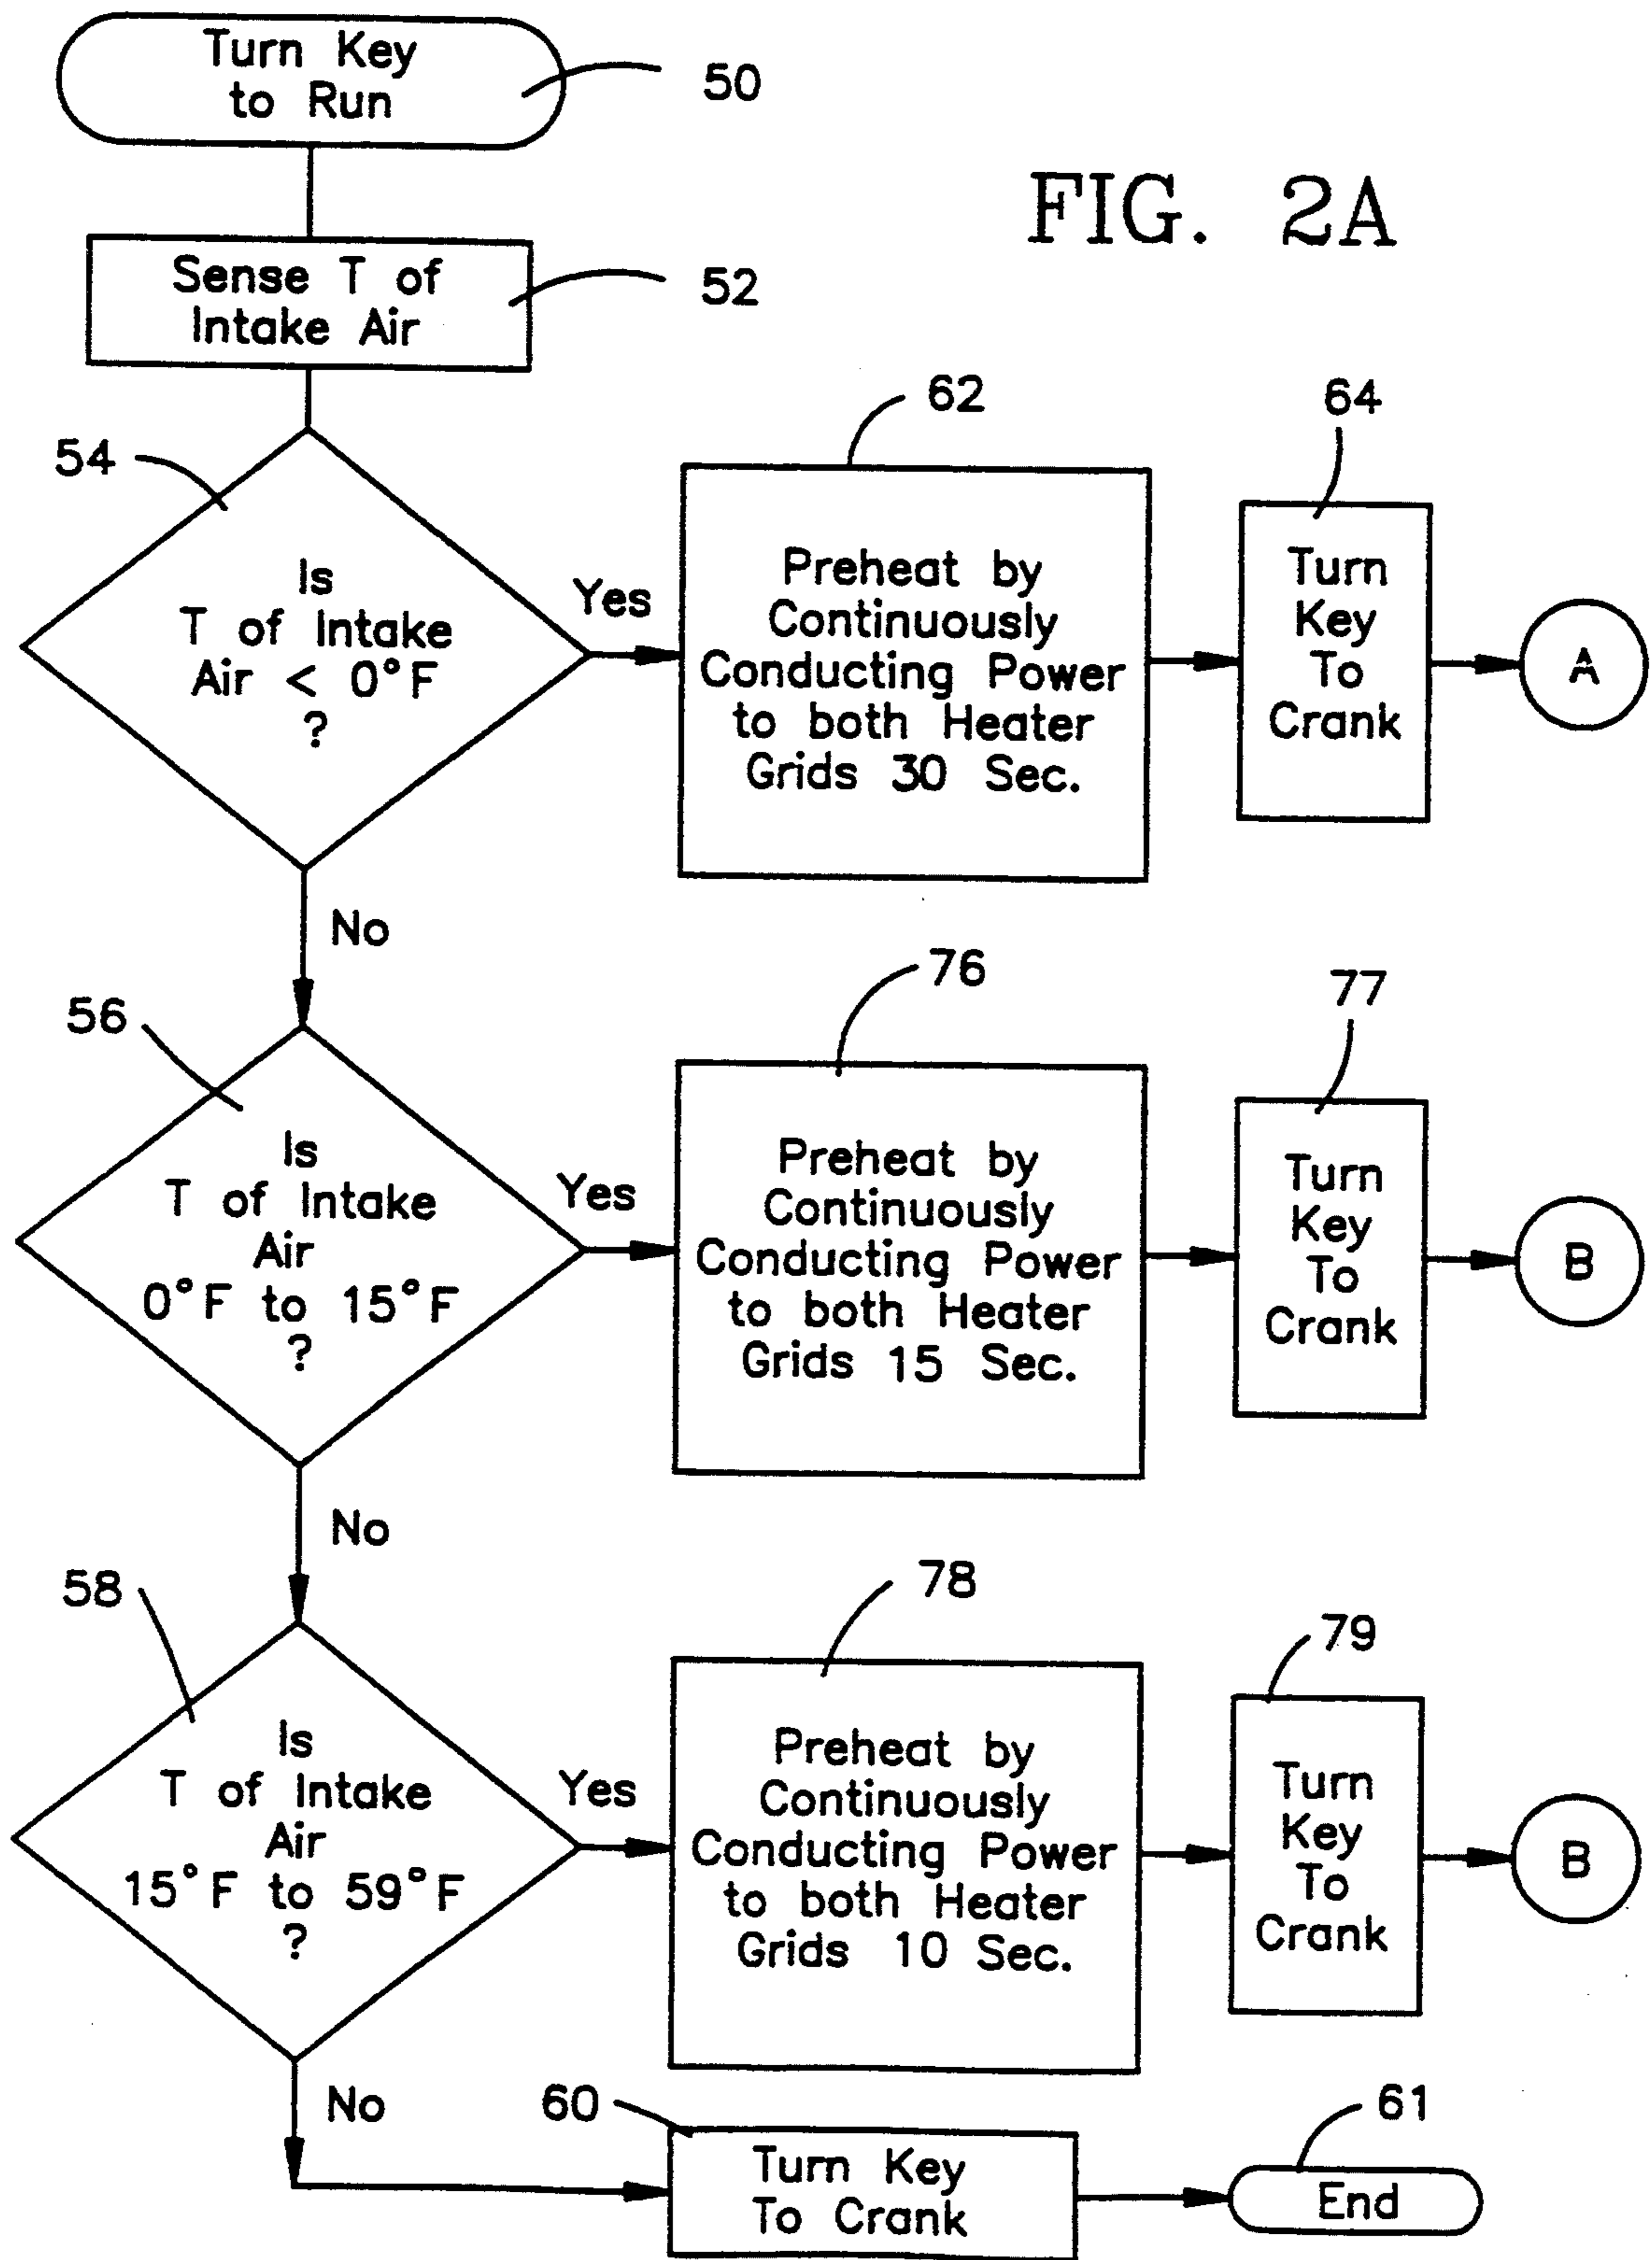 Turn Key
to Run
50
FIG. 2A
Sense T of
Intake Air
52
54
Is
T of Intake
Air < 0°F
?
Yes
62
Preheat by
Continuously
Conducting Power
to both Heater
Grids 30 Sec.
64
Turn
Key
To
Crank
A
No
56
Is
T of Intake
Air
0°F to 15°F
?
Yes
76
Preheat by
Continuously
Conducting Power
to both Heater
Grids 15 Sec.
77
Turn
Key
To
Crank
B
No
58
Is
T of Intake
Air
15°F to 59°F
?
Yes
78
Preheat by
Continuously
Conducting Power
to both Heater
Grids 10 Sec.
79
Turn
Key
To
Crank
B
No
60
Turn Key
To Crank
61
End